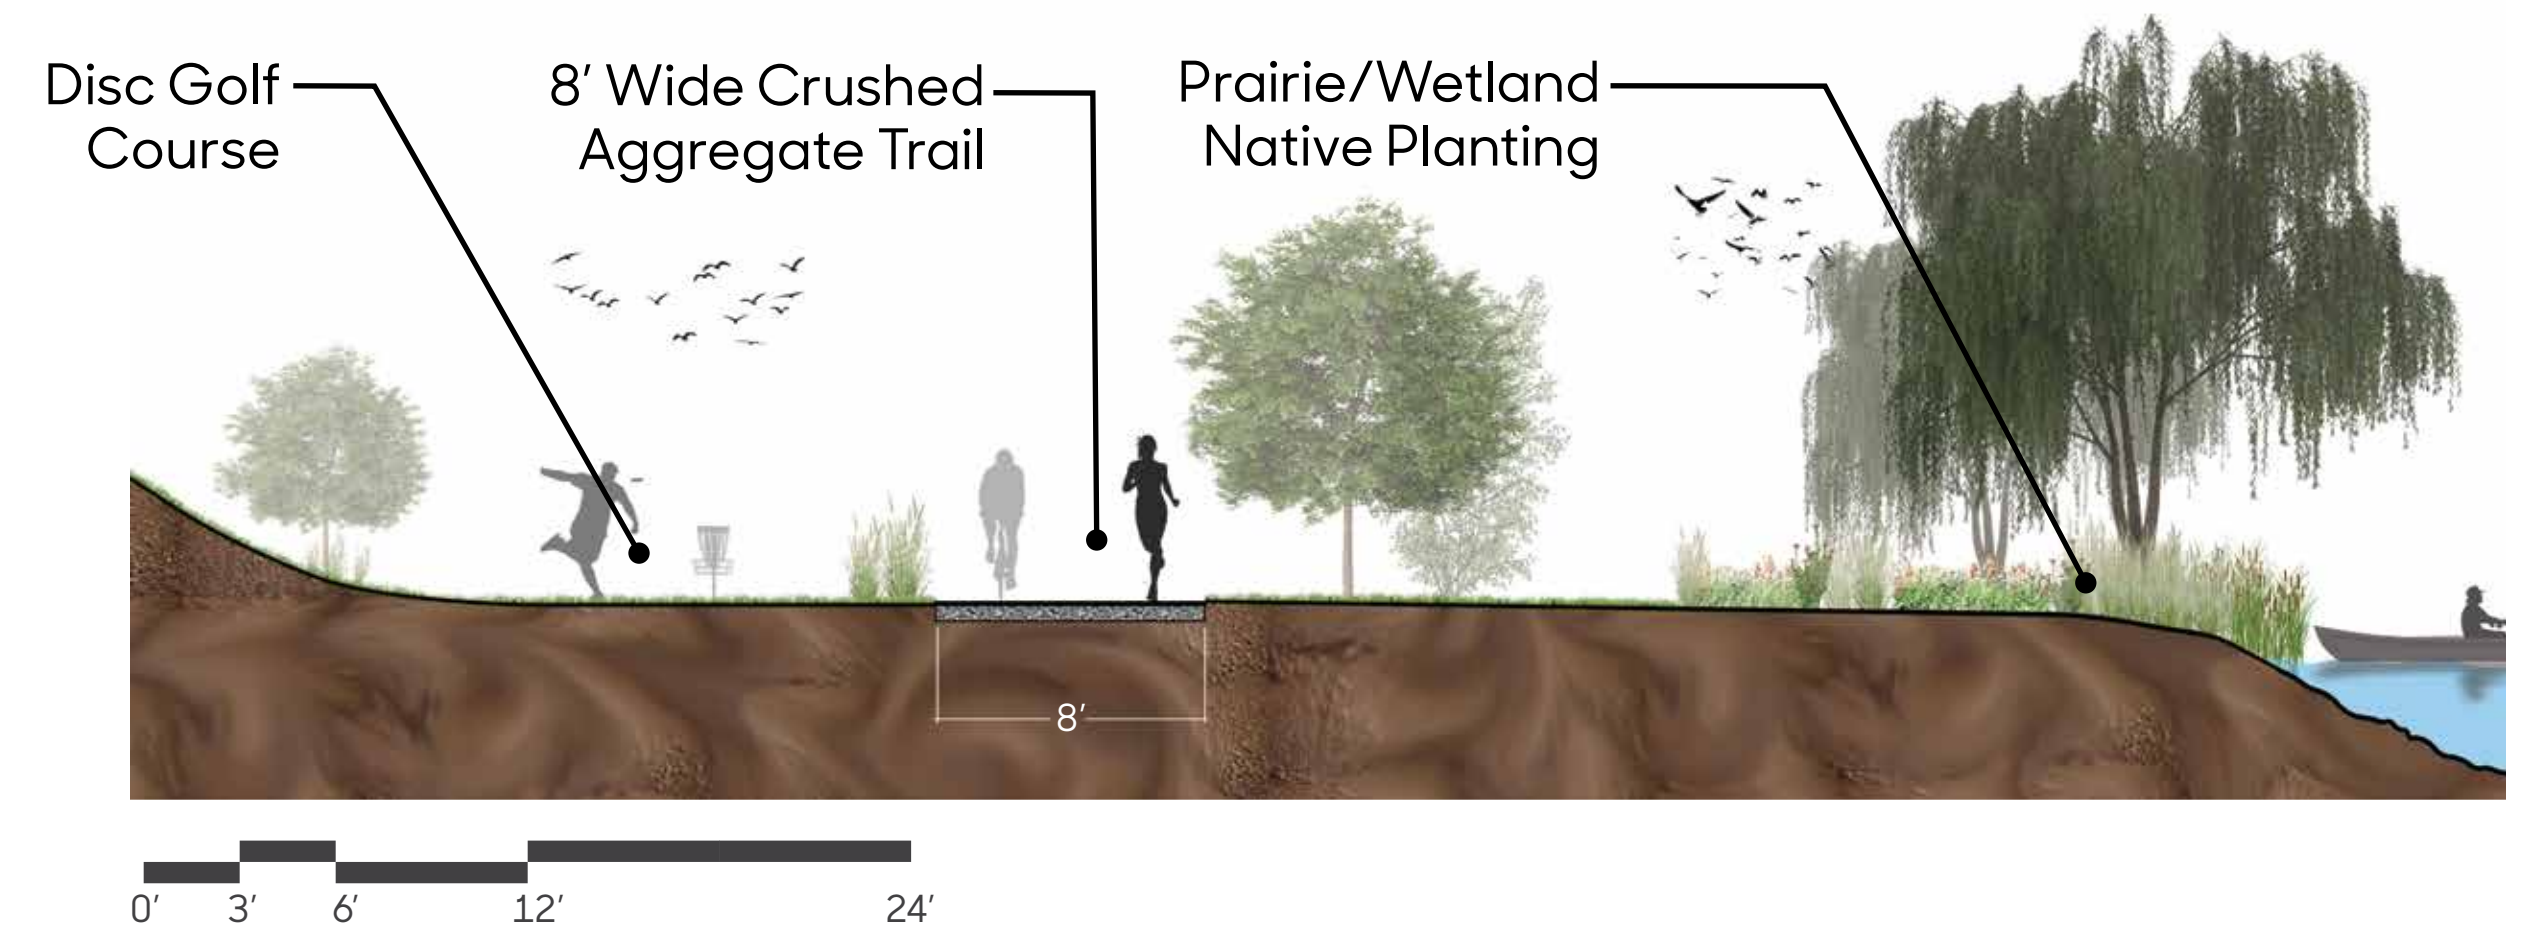 Disc Golf
Course
8′ Wide Crushed
Aggregate Trail
Prairie/Wetland
Native Planting
8′
0′ 3′ 6′ 12′ 24′